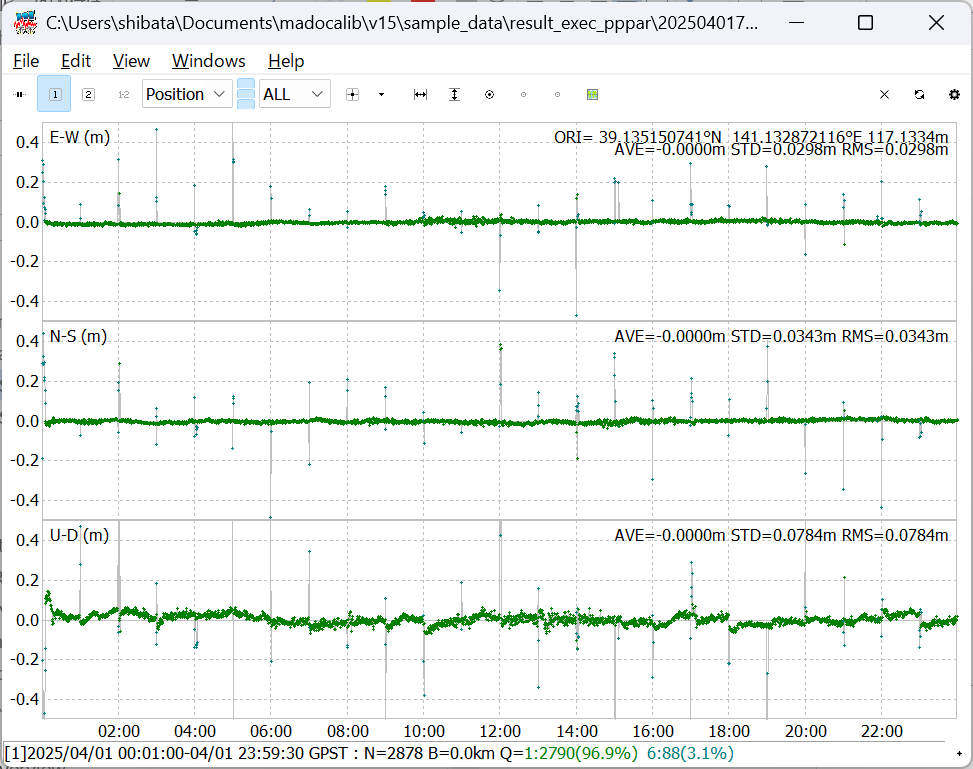 C:\Users\shibata\Documents\madocalib\v15\sample_data\result_exec_pppar\202504017...
File Edit View Windows Help
1 2 1-2 Position ALL
E-W (m)
ORI= 39.135150741°N 141.132872116°E 117.1334m
AVE=-0.0000m STD=0.0298m RMS=0.0298m
0.4
0.2
0.0
-0.2
-0.4
N-S (m)
AVE=-0.0000m STD=0.0343m RMS=0.0343m
0.4
0.2
0.0
-0.2
-0.4
U-D (m)
AVE=-0.0000m STD=0.0784m RMS=0.0784m
0.4
0.2
0.0
-0.2
-0.4
02:00 04:00 06:00 08:00 10:00 12:00 14:00 16:00 18:00 20:00 22:00
[1]2025/04/01 00:01:00-04/01 23:59:30 GPST : N=2878 B=0.0km Q=1:2790(96.9%) 6:88(3.1%)